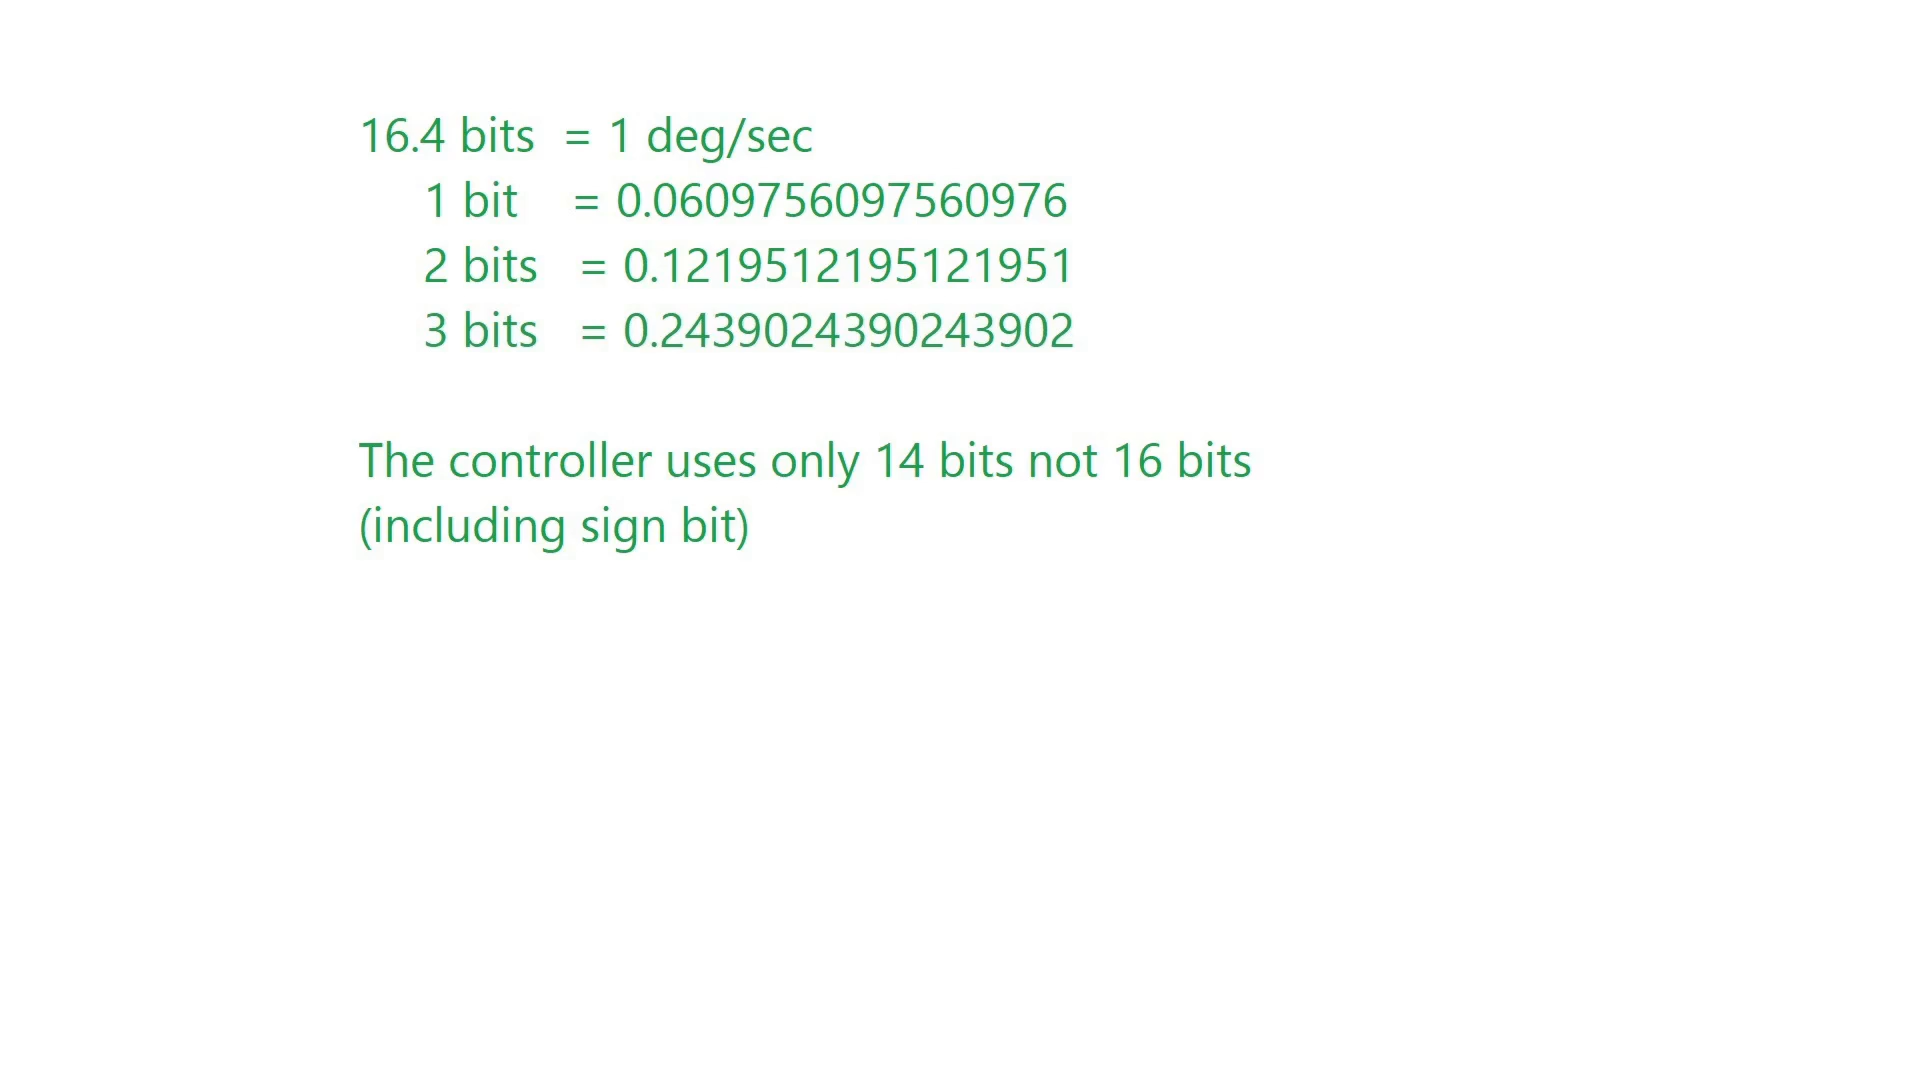 16.4 bits = 1 deg/sec
1 bit = 0.0609756097560976
2 bits = 0.1219512195121951
3 bits = 0.2439024390243902
The controller uses only 14 bits not 16 bits
(including sign bit)